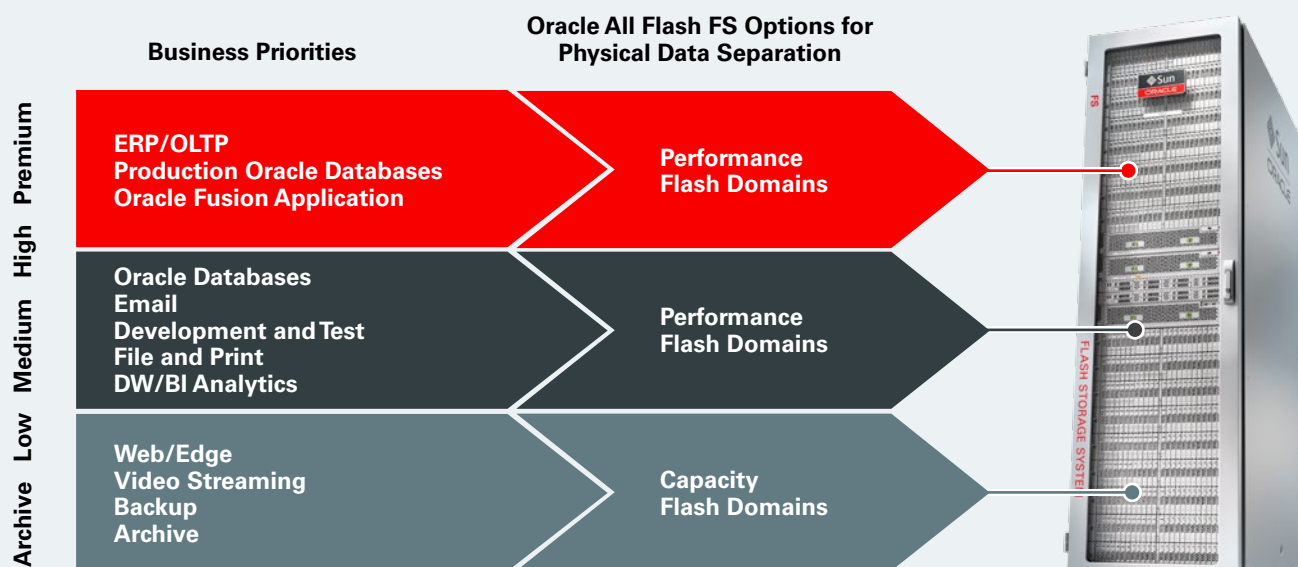 Business Priorities
Oracle All Flash FS Options for
Physical Data Separation
Premium
High
Medium
Low
Archive
ERP/OLTP
Production Oracle Databases
Oracle Fusion Application
Performance
Flash Domains
Oracle Databases
Email
Development and Test
File and Print
DW/BI Analytics
Performance
Flash Domains
Web/Edge
Video Streaming
Backup
Archive
Capacity
Flash Domains
Sun
ORACLE
FS
FLASH STORAGE SYSTEM
Sun
ORACLE